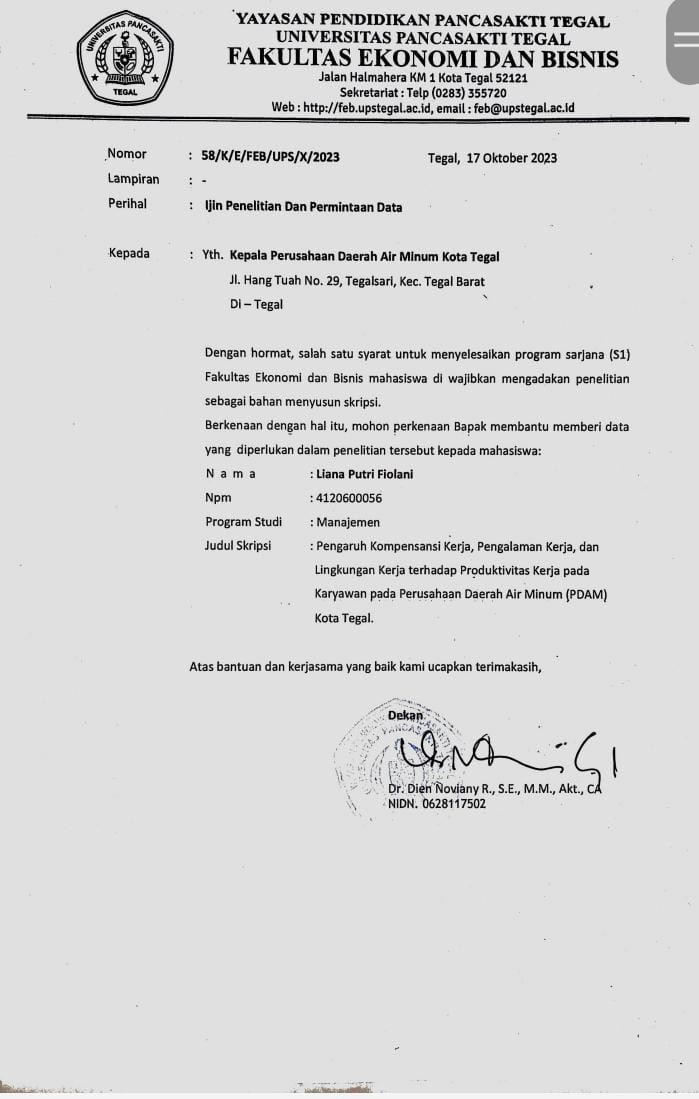 YAYASAN PENDIDIKAN PANCASAKTI TEGAL
UNIVERSITAS PANCASAKTI TEGAL
FAKULTAS EKONOMI DAN BISNIS
Jalan Halmahera KM 1 Kota Tegal 52121
Sekretariat : Telp (0283) 355720
Web : http://feb.upstegal.ac.id, email : feb@upstegal.ac.id
UNIVERSITAS PANCASAKTI
TEGAL
Nomor : 58/K/E/FEB/UPS/X/2023 Tegal, 17 Oktober 2023
Lampiran : -
Perihal : Ijin Penelitian Dan Permintaan Data
Kepada : Yth. Kepala Perusahaan Daerah Air Minum Kota Tegal
Jl. Hang Tuah No. 29, Tegalsari, Kec. Tegal Barat
Di – Tegal
Dengan hormat, salah satu syarat untuk menyelesaikan program sarjana (S1)
Fakultas Ekonomi dan Bisnis mahasiswa di wajibkan mengadakan penelitian
sebagai bahan menyusun skripsi.
Berkenaan dengan hal itu, mohon perkenaan Bapak membantu memberi data
yang diperlukan dalam penelitian tersebut kepada mahasiswa:
N a m a : Liana Putri Fiolani
Npm : 4120600056
Program Studi : Manajemen
Judul Skripsi : Pengaruh Kompensansi Kerja, Pengalaman Kerja, dan
Lingkungan Kerja terhadap Produktivitas Kerja pada
Karyawan pada Perusahaan Daerah Air Minum (PDAM)
Kota Tegal.
Atas bantuan dan kerjasama yang baik kami ucapkan terimakasih,
Dekan
Dr. Dien Noviany R., S.E., M.M., Akt., CA
NIDN. 0628117502